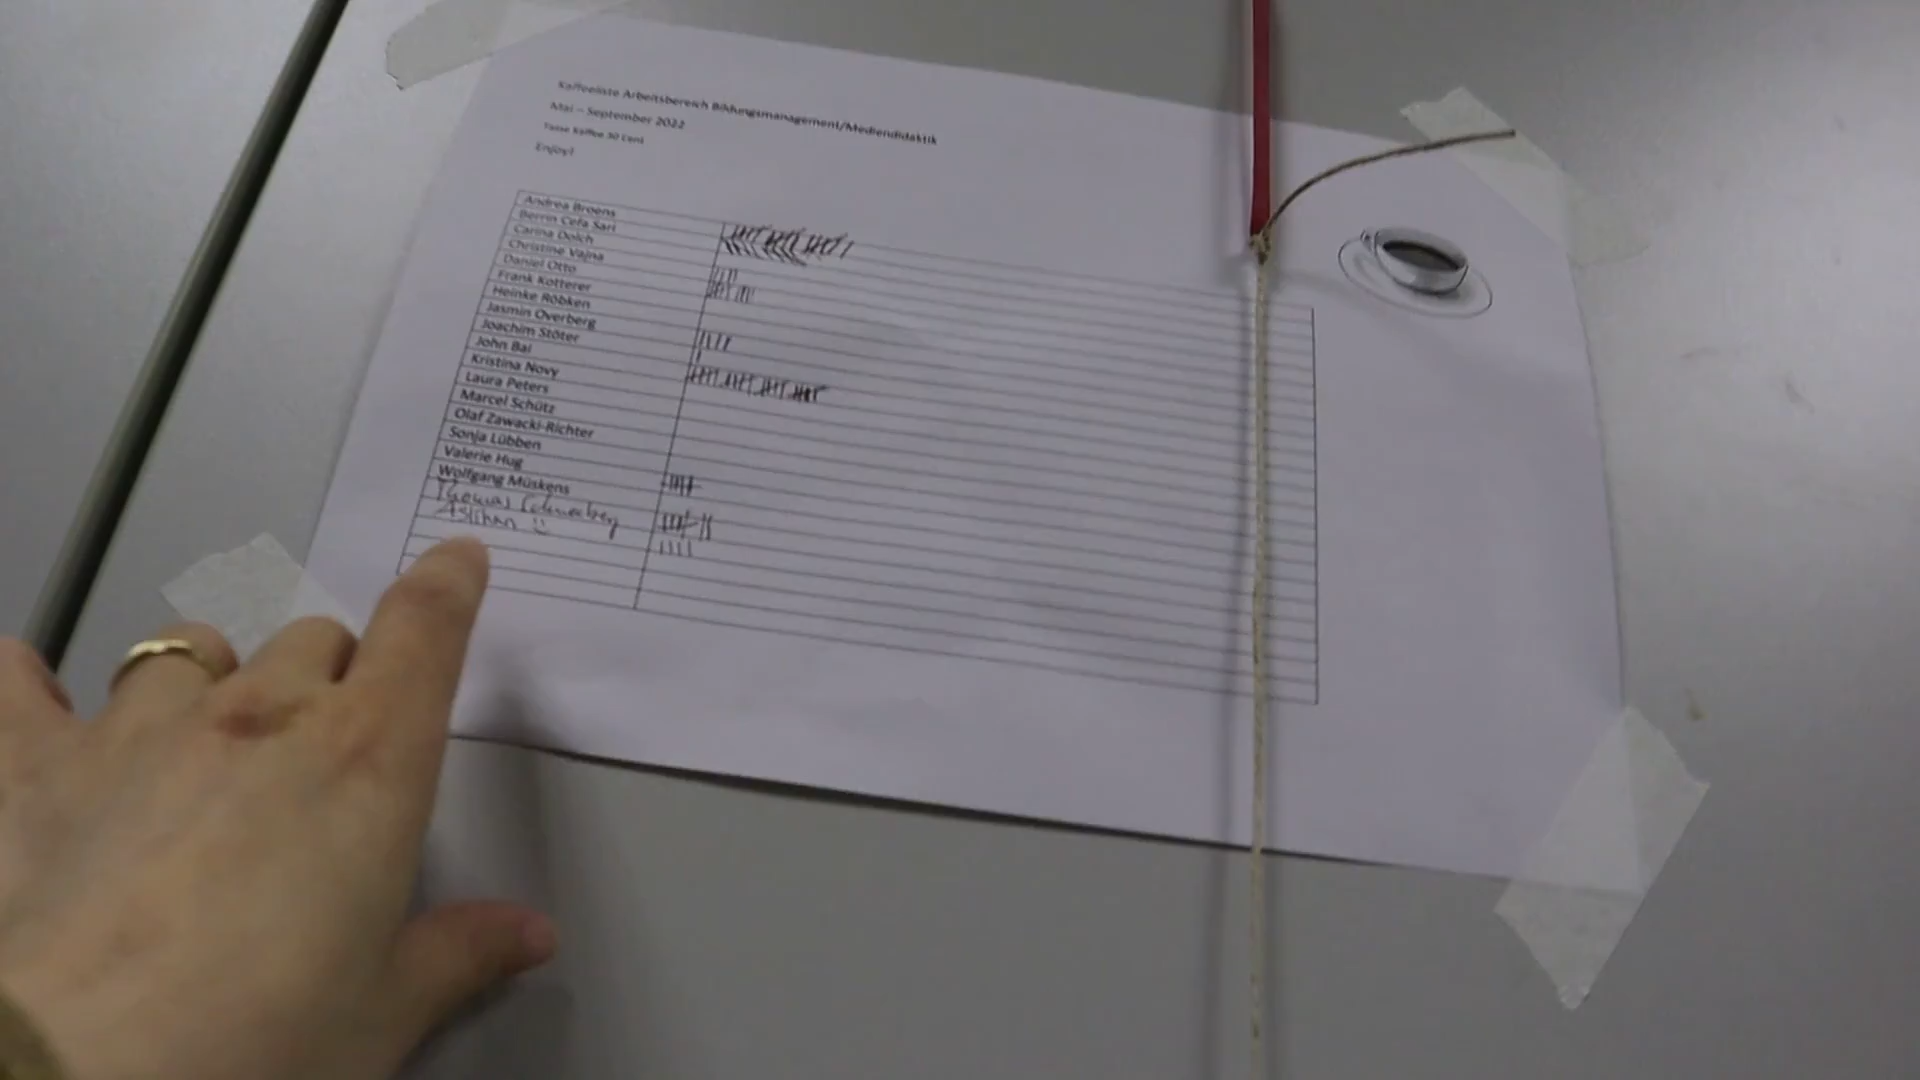 Kaffeeliste Arbeitsbereich Bildungsmanagement/Mediendidaktik
Mai – September 2022
Tasse Kaffee 50 Cent
Enjoy!
Andrea Broens
Berrin Cefa Sari
Carina Dolch
Christine Vajna
Daniel Otto
Frank Kotterer
Heinke Röbken
Jasmin Overberg
Joachim Stöter
John Bai
Kristina Novy
Laura Peters
Marcel Schütz
Olaf Zawacki-Richter
Sonja Lübben
Valerie Hug
Wolfgang Müskens
Thomas
Aslihan